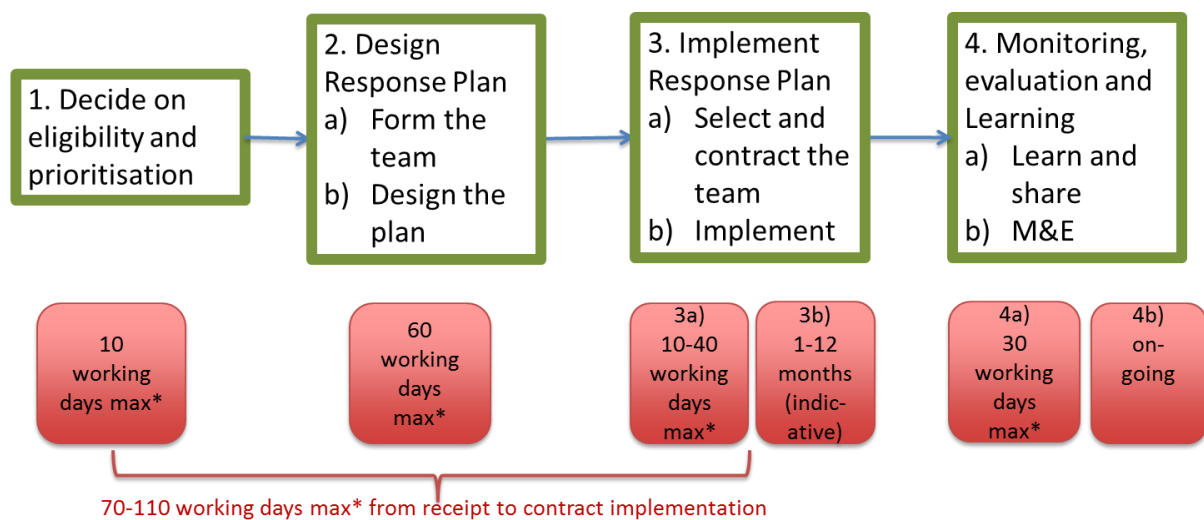 1. Decide on
eligibility and
prioritisation
2. Design
Response Plan
a) Form the
team
b) Design the
plan
3. Implement
Response Plan
a) Select and
contract the
team
b) Implement
4. Monitoring,
evaluation and
Learning
a) Learn and
share
b) M&E
10
working
days max*
60
working
days
max*
3a)
10-40
working
days
max*
3b)
1-12
months
(indic-
ative)
4a)
30
working
days
max*
4b)
on-
going
70-110 working days max* from receipt to contract implementation